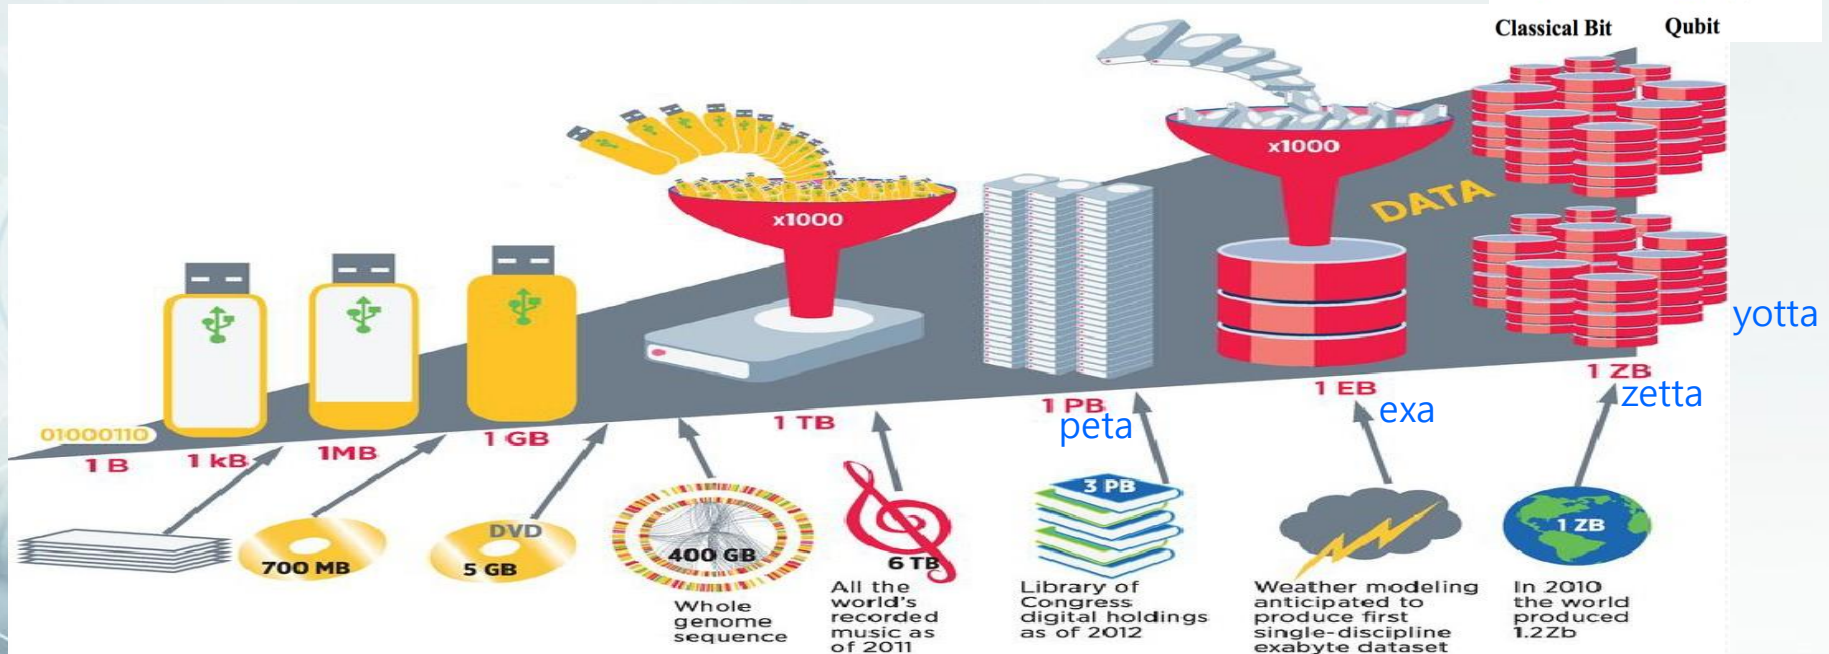 Classical Bit Qubit
x1000
x1000
DATA
yotta
01000110
1 B
1 kB
1MB
1 GB
1 TB
1 PB
peta
1 EB
exa
1 ZB
zetta
700 MB
DVD
5 GB
400 GB
Whole
genome
sequence
6 TB
All the
world's
recorded
music as
of 2011
3 PB
Library of
Congress
digital holdings
as of 2012
Weather modeling
anticipated to
produce first
single-discipline
exabyte dataset
1 ZB
In 2010
the world
produced
1.2Zb